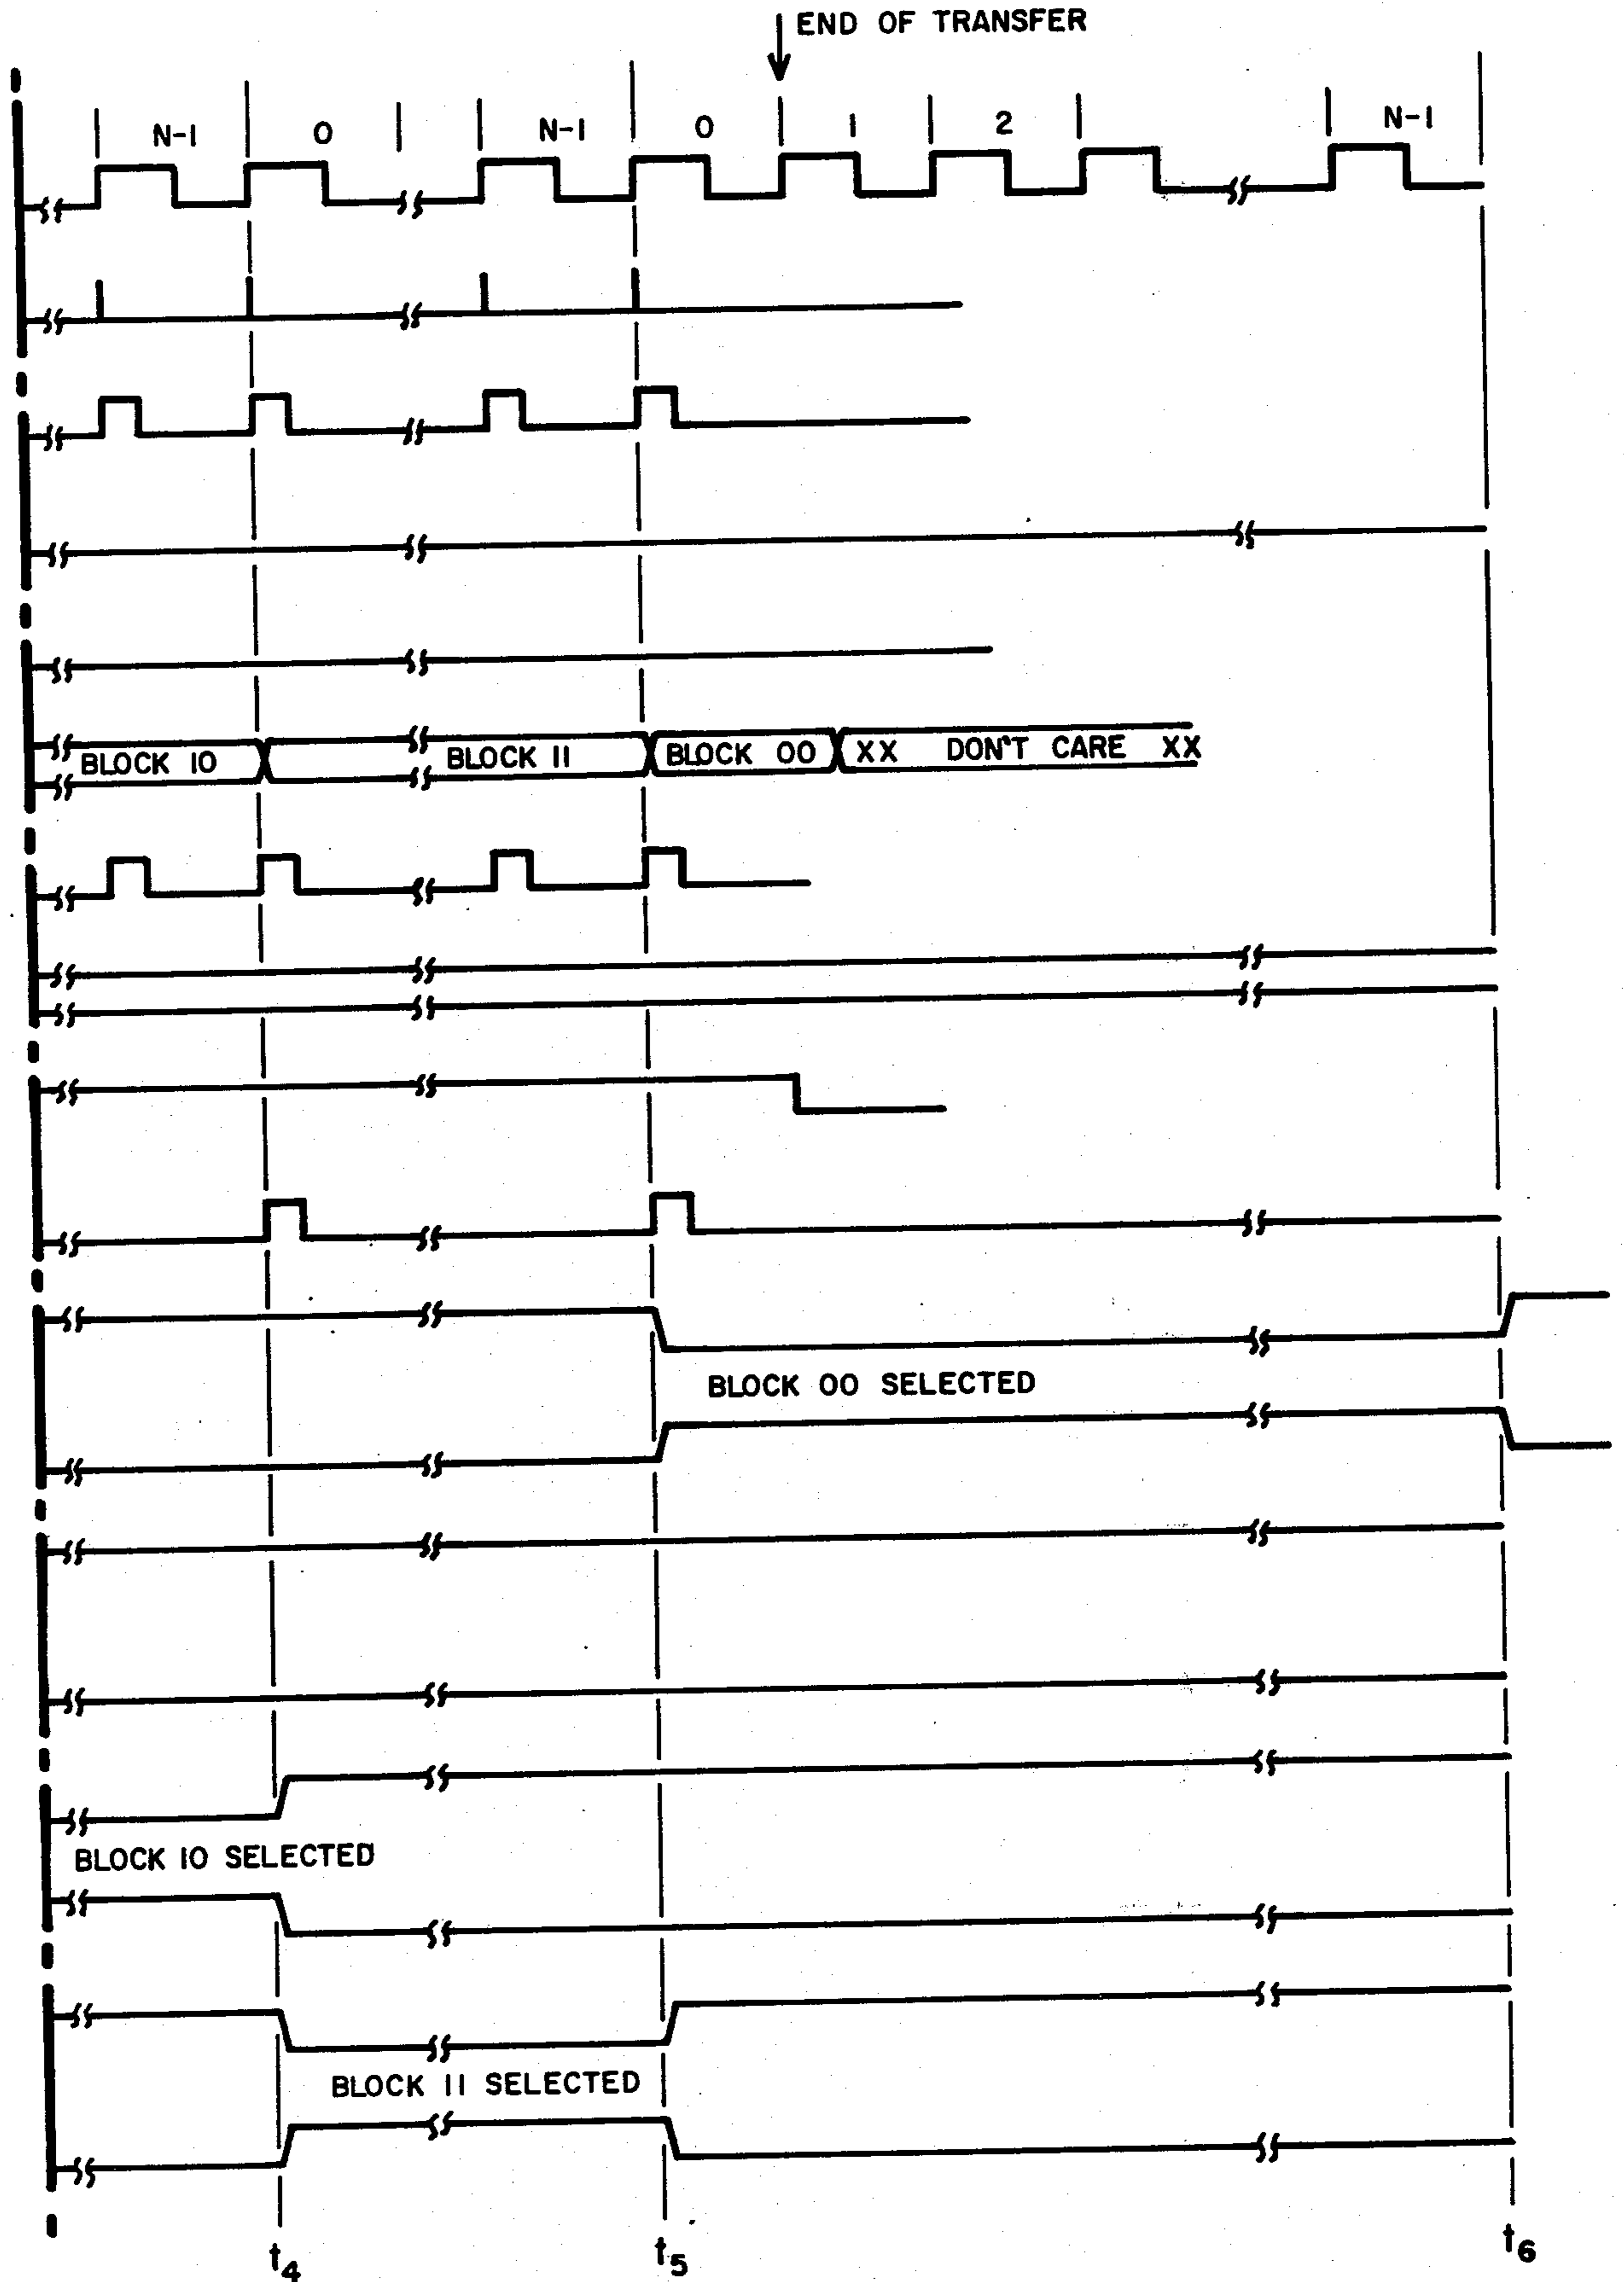 END OF TRANSFER
N-1 0 N-1 0 1 2 N-1
BLOCK 10 BLOCK 11 BLOCK 00 XX DON'T CARE XX
BLOCK 00 SELECTED
BLOCK 10 SELECTED
BLOCK 11 SELECTED
t4 t5 t6